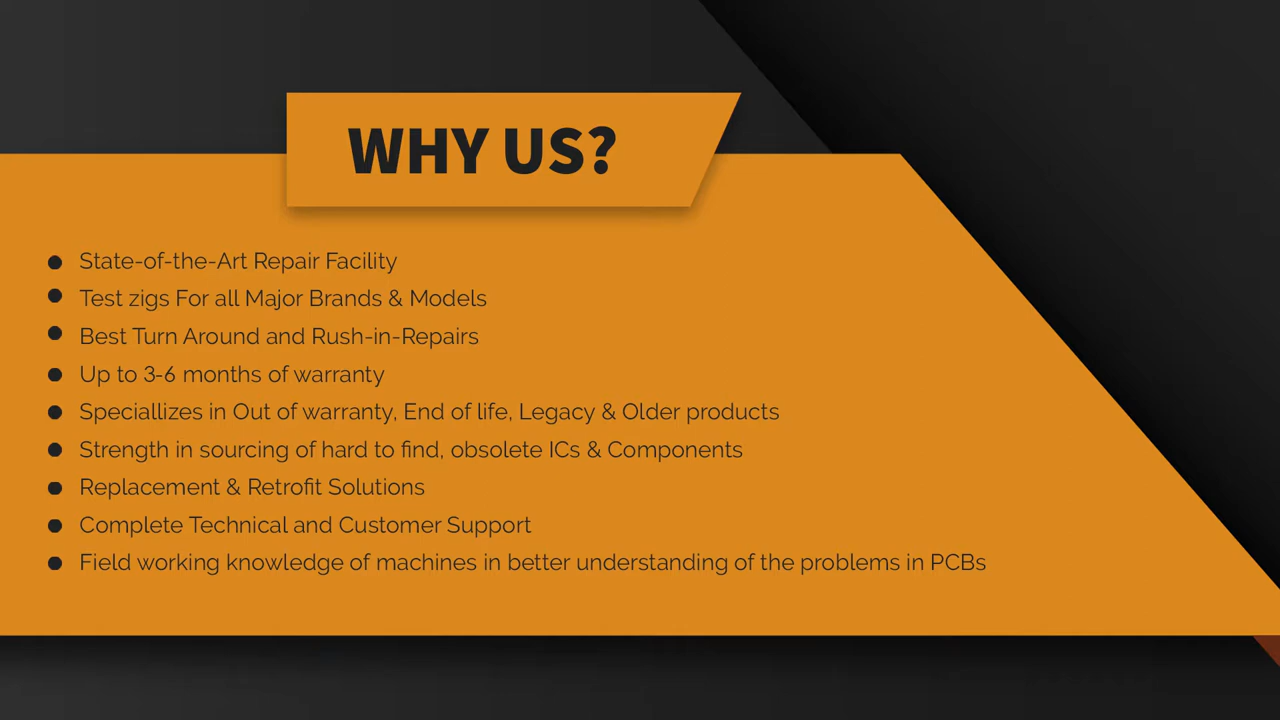 WHY US?
● State-of-the-Art Repair Facility
● Test zigs For all Major Brands & Models
● Best Turn Around and Rush-in-Repairs
● Up to 3-6 months of warranty
● Speciallizes in Out of warranty, End of life, Legacy & Older products
● Strength in sourcing of hard to find, obsolete ICs & Components
● Replacement & Retrofit Solutions
● Complete Technical and Customer Support
● Field working knowledge of machines in better understanding of the problems in PCBs